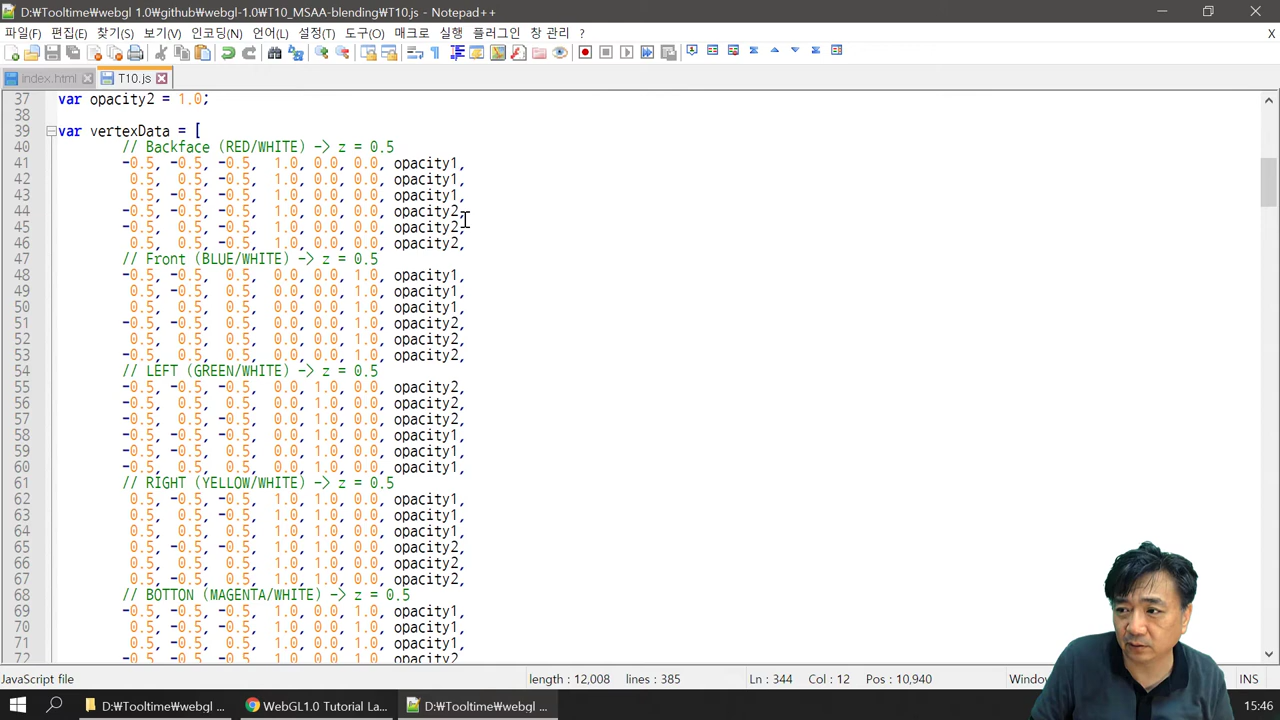 D:\Tooltime\webgl 1.0\github\webgl-1.0\T10_MSAA-blending\T10.js - Notepad++
파일(F) 편집(E) 찾기(S) 보기(V) 인코딩(N) 언어(L) 설정(T) 도구(O) 매크로 실행 플러그인 창 관리 ? X
index.html T10.js
37 var opacity2 = 1.0;
38
39 var vertexData = [
40 // Backface (RED/WHITE) -> z = 0.5
41 -0.5, -0.5, -0.5, 1.0, 0.0, 0.0, opacity1,
42 0.5, 0.5, -0.5, 1.0, 0.0, 0.0, opacity1,
43 0.5, -0.5, -0.5, 1.0, 0.0, 0.0, opacity1,
44 -0.5, -0.5, -0.5, 1.0, 0.0, 0.0, opacity2,
45 -0.5, 0.5, -0.5, 1.0, 0.0, 0.0, opacity2,
46 0.5, 0.5, -0.5, 1.0, 0.0, 0.0, opacity2,
47 // Front (BLUE/WHITE) -> z = 0.5
48 -0.5, -0.5, 0.5, 0.0, 0.0, 1.0, opacity1,
49 0.5, -0.5, 0.5, 0.0, 0.0, 1.0, opacity1,
50 0.5, 0.5, 0.5, 0.0, 0.0, 1.0, opacity1,
51 -0.5, -0.5, 0.5, 0.0, 0.0, 1.0, opacity2,
52 0.5, 0.5, 0.5, 0.0, 0.0, 1.0, opacity2,
53 -0.5, 0.5, 0.5, 0.0, 0.0, 1.0, opacity2,
54 // LEFT (GREEN/WHITE) -> z = 0.5
55 -0.5, -0.5, -0.5, 0.0, 1.0, 0.0, opacity2,
56 -0.5, 0.5, -0.5, 0.0, 1.0, 0.0, opacity2,
57 -0.5, 0.5, 0.5, 0.0, 1.0, 0.0, opacity2,
58 -0.5, -0.5, -0.5, 0.0, 1.0, 0.0, opacity1,
59 -0.5, -0.5, 0.5, 0.0, 1.0, 0.0, opacity1,
60 -0.5, 0.5, 0.5, 0.0, 1.0, 0.0, opacity1,
61 // RIGHT (YELLOW/WHITE) -> z = 0.5
62 0.5, 0.5, -0.5, 1.0, 1.0, 0.0, opacity1,
63 0.5, 0.5, 0.5, 1.0, 1.0, 0.0, opacity1,
64 0.5, -0.5, 0.5, 1.0, 1.0, 0.0, opacity1,
65 0.5, -0.5, -0.5, 1.0, 1.0, 0.0, opacity2,
66 0.5, 0.5, -0.5, 1.0, 1.0, 0.0, opacity2,
67 0.5, -0.5, 0.5, 1.0, 1.0, 0.0, opacity2,
68 // BOTTON (MAGENTA/WHITE) -> z = 0.5
69 -0.5, -0.5, -0.5, 1.0, 0.0, 1.0, opacity1,
70 0.5, -0.5, -0.5, 1.0, 0.0, 1.0, opacity1,
71 0.5, -0.5, 0.5, 1.0, 0.0, 1.0, opacity1,
72 -0.5, -0.5, -0.5, 1.0, 0.0, 1.0, opacity2
JavaScript file length : 12,008 lines : 385 Ln : 344 Col : 12 Pos : 10,940 INS
D:\Tooltime\webgl ... WebGL1.0 Tutorial La... D:\Tooltime\webgl ... 15:46